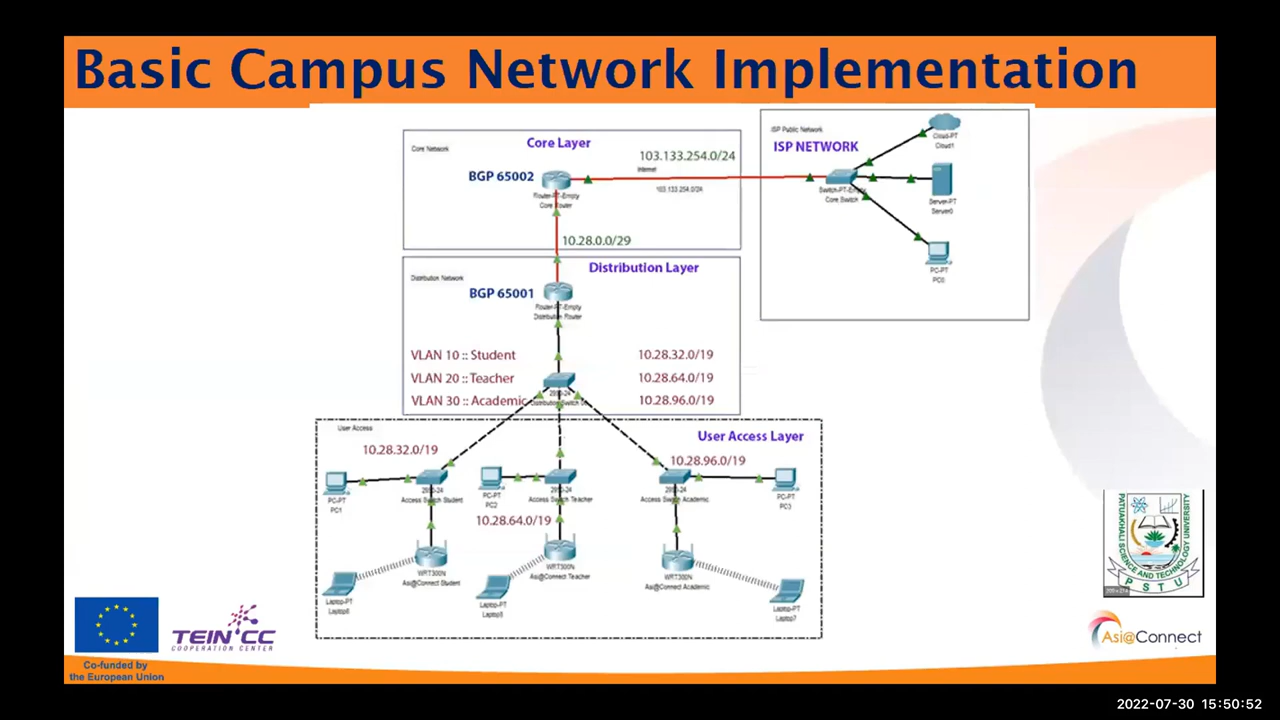 Basic Campus Network Implementation
Core Network
Core Layer
103.133.254.0/24
Internet
103.133.254.0/24
BGP 65002
Router-PT-Empty
Core Router
10.28.0.0/29
ISP Public Network
ISP NETWORK
Cloud-PT
Cloud1
Switch-PT-Empty
Core Switch
Server-PT
Server0
PC-PT
PC0
Distribution Network
Distribution Layer
BGP 65001
Router-PT-Empty
Distribution Router
VLAN 10 :: Student 10.28.32.0/19
VLAN 20 :: Teacher 10.28.64.0/19
VLAN 30 :: Academic 10.28.96.0/19
Distribution Switch
User Access
User Access Layer
10.28.32.0/19
10.28.96.0/19
PC-PT
PC1
2950-24
Access Switch Student
PC-PT
PC2
2950-24
Access Switch Teacher
2950-24
Access Switch Academic
PC-PT
PC3
10.28.64.0/19
WRT300N
Asi@Connect Student
WRT300N
Asi@Connect Teacher
WRT300N
Asi@Connect Academic
Laptop-PT
Laptop-PT
Laptop-PT
Laptop7
PATUAKHALI SCIENCE AND TECHNOLOGY UNIVERSITY
PSTU
TEIN*CC
COOPERATION CENTER
Asi@Connect
Co-funded by
the European Union
2022-07-30 15:50:52